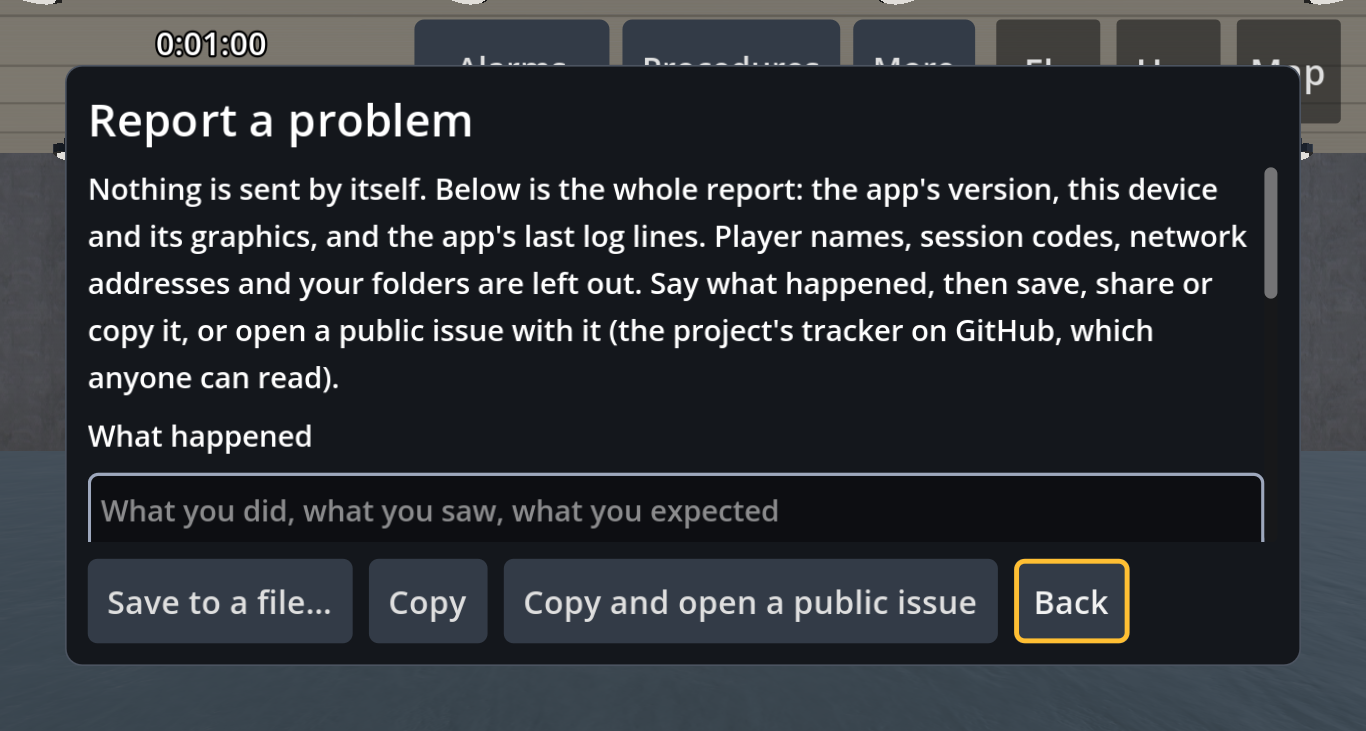 0:01:00
Alarms
Procedures
More
Map
Report a problem
Nothing is sent by itself. Below is the whole report: the app's version, this device
and its graphics, and the app's last log lines. Player names, session codes, network
addresses and your folders are left out. Say what happened, then save, share or
copy it, or open a public issue with it (the project's tracker on GitHub, which
anyone can read).
What happened
What you did, what you saw, what you expected
Save to a file...
Copy
Copy and open a public issue
Back